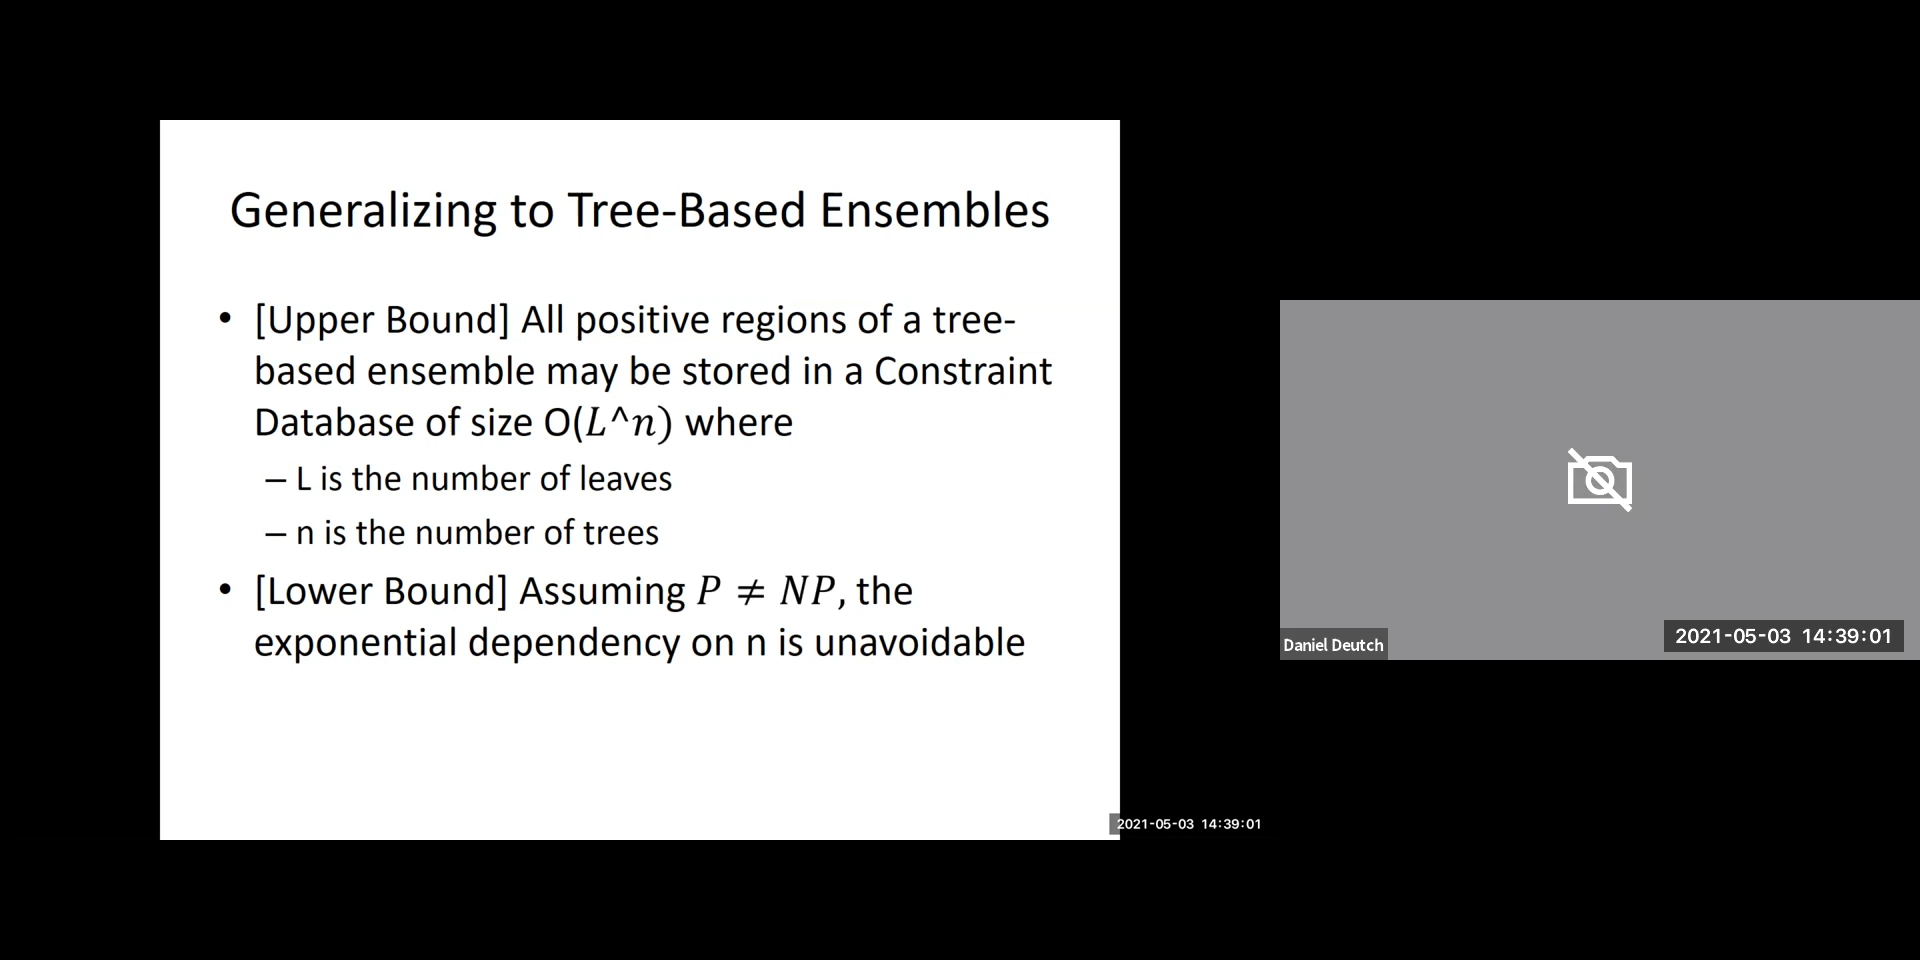 Generalizing to Tree-Based Ensembles
• [Upper Bound] All positive regions of a tree-
based ensemble may be stored in a Constraint
Database of size O(L^n) where
– L is the number of leaves
– n is the number of trees
• [Lower Bound] Assuming P ≠ NP, the
exponential dependency on n is unavoidable
2021-05-03 14:39:01
Daniel Deutch
2021-05-03 14:39:01